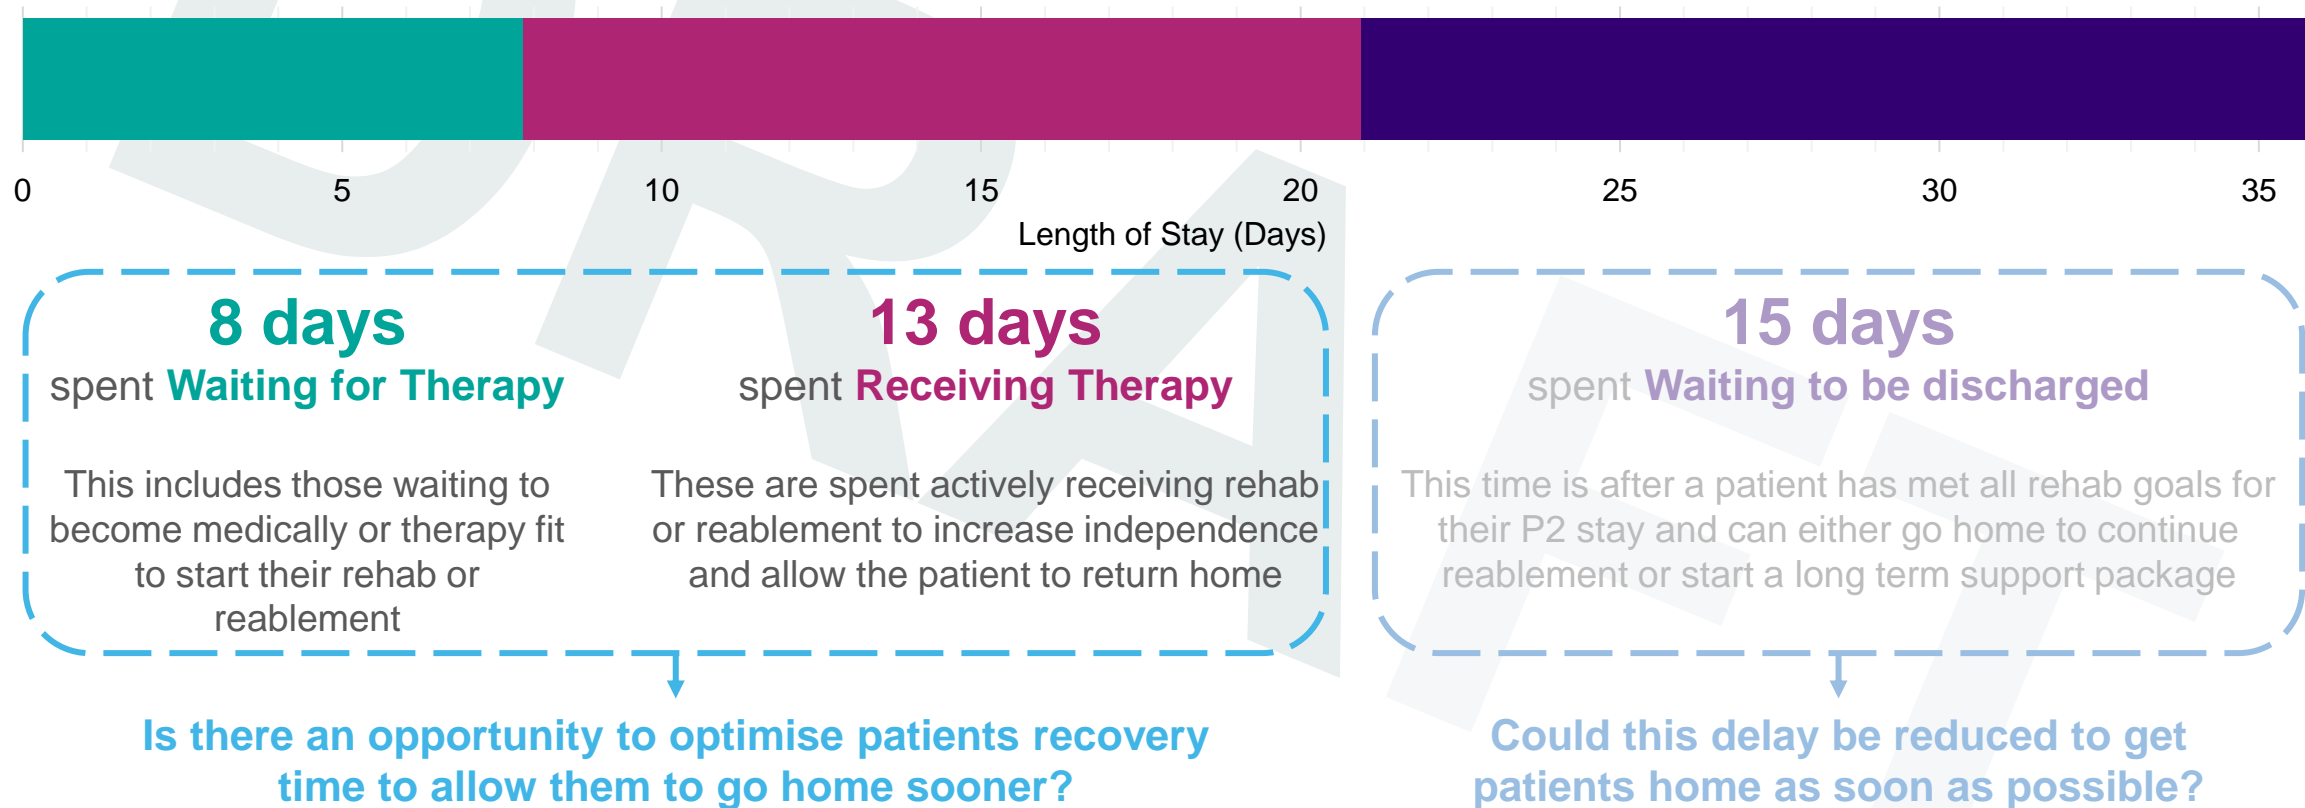 0 5 10 15 20 25 30 35
Length of Stay (Days)
8 days
spent Waiting for Therapy
This includes those waiting to
become medically or therapy fit
to start their rehab or
reablement
13 days
spent Receiving Therapy
These are spent actively receiving rehab
or reablement to increase independence
and allow the patient to return home
Is there an opportunity to optimise patients recovery
time to allow them to go home sooner?
15 days
spent Waiting to be discharged
This time is after a patient has met all rehab goals for
their P2 stay and can either go home to continue
reablement or start a long term support package
Could this delay be reduced to get
patients home as soon as possible?
DRAFT